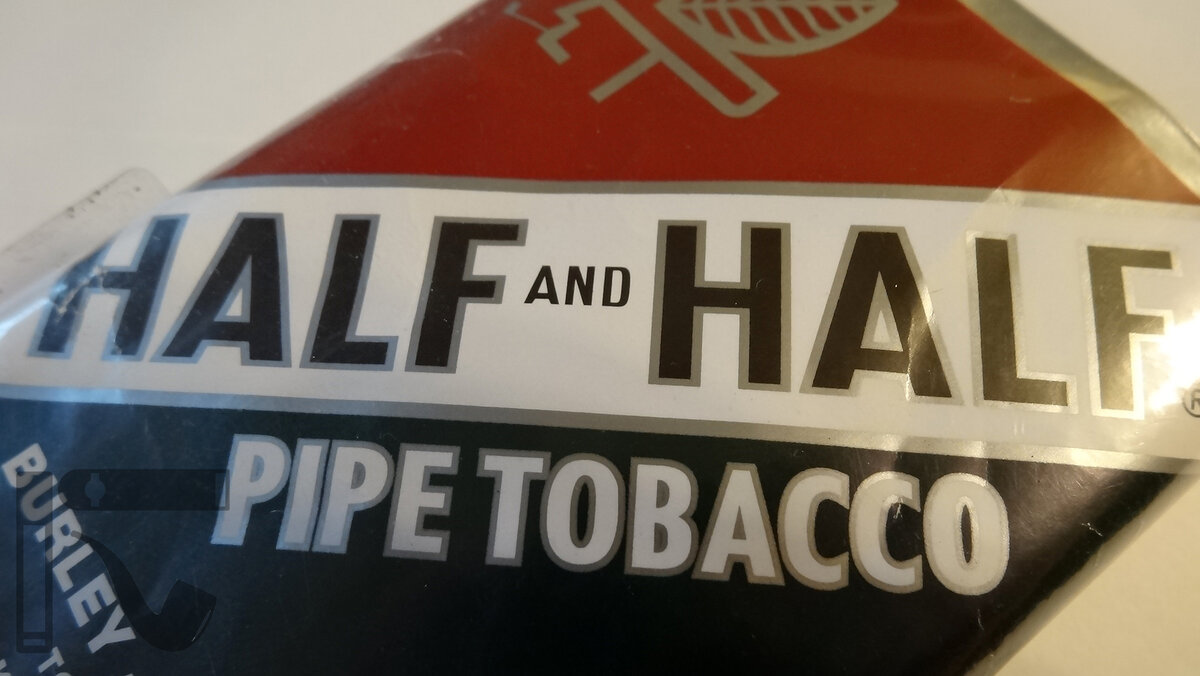 HALF AND HALF®
PIPE TOBACCO
BURLEY